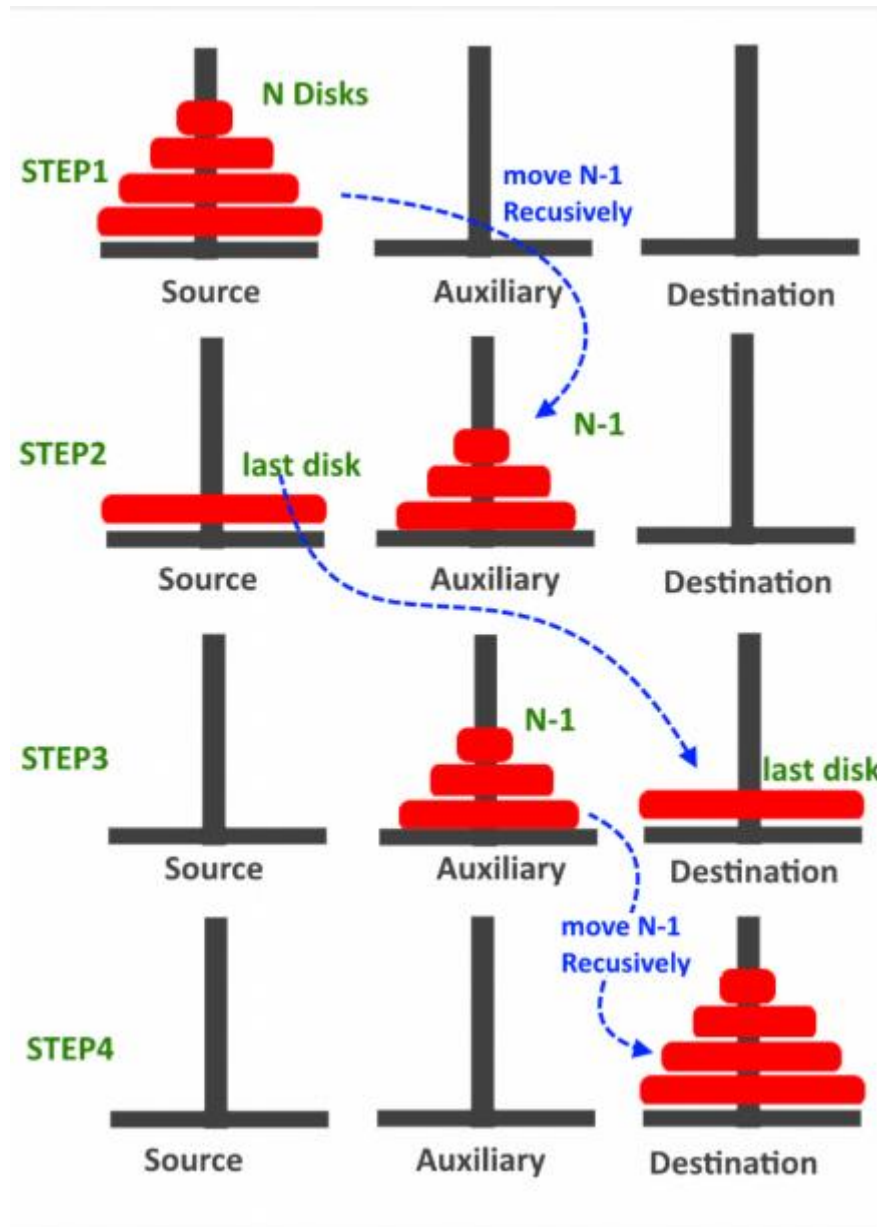 N Disks
STEP1
move N-1
Recusively
Source
Auxiliary
Destination
STEP2
last disk
N-1
Source
Auxiliary
Destination
STEP3
N-1
last disk
Source
Auxiliary
Destination
move N-1
Recusively
STEP4
Source
Auxiliary
Destination